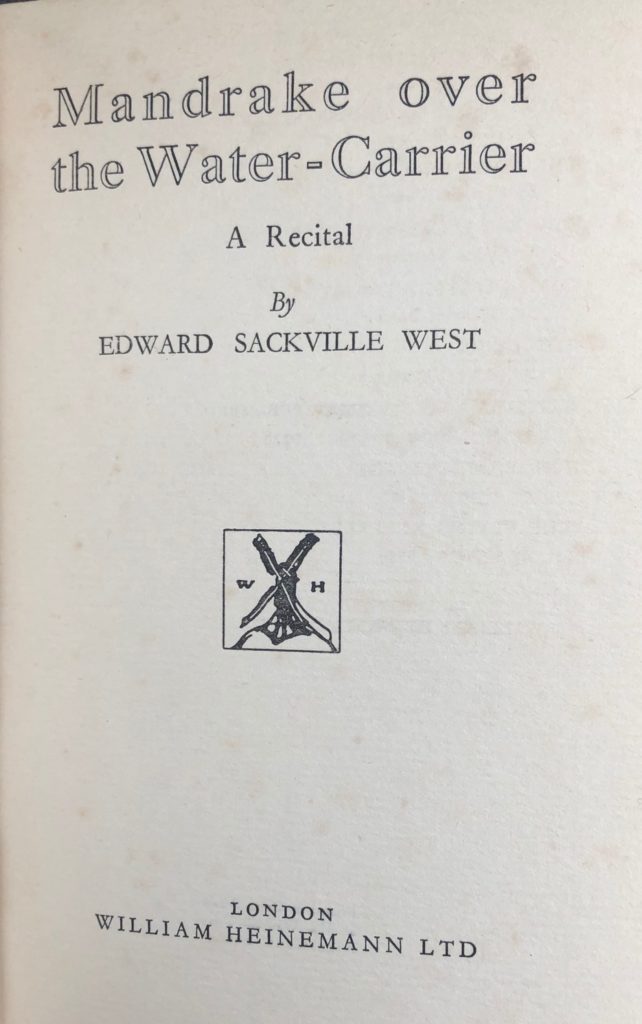 Mandrake over
the Water-Carrier
A Recital
By
EDWARD SACKVILLE WEST
W H
LONDON
WILLIAM HEINEMANN LTD